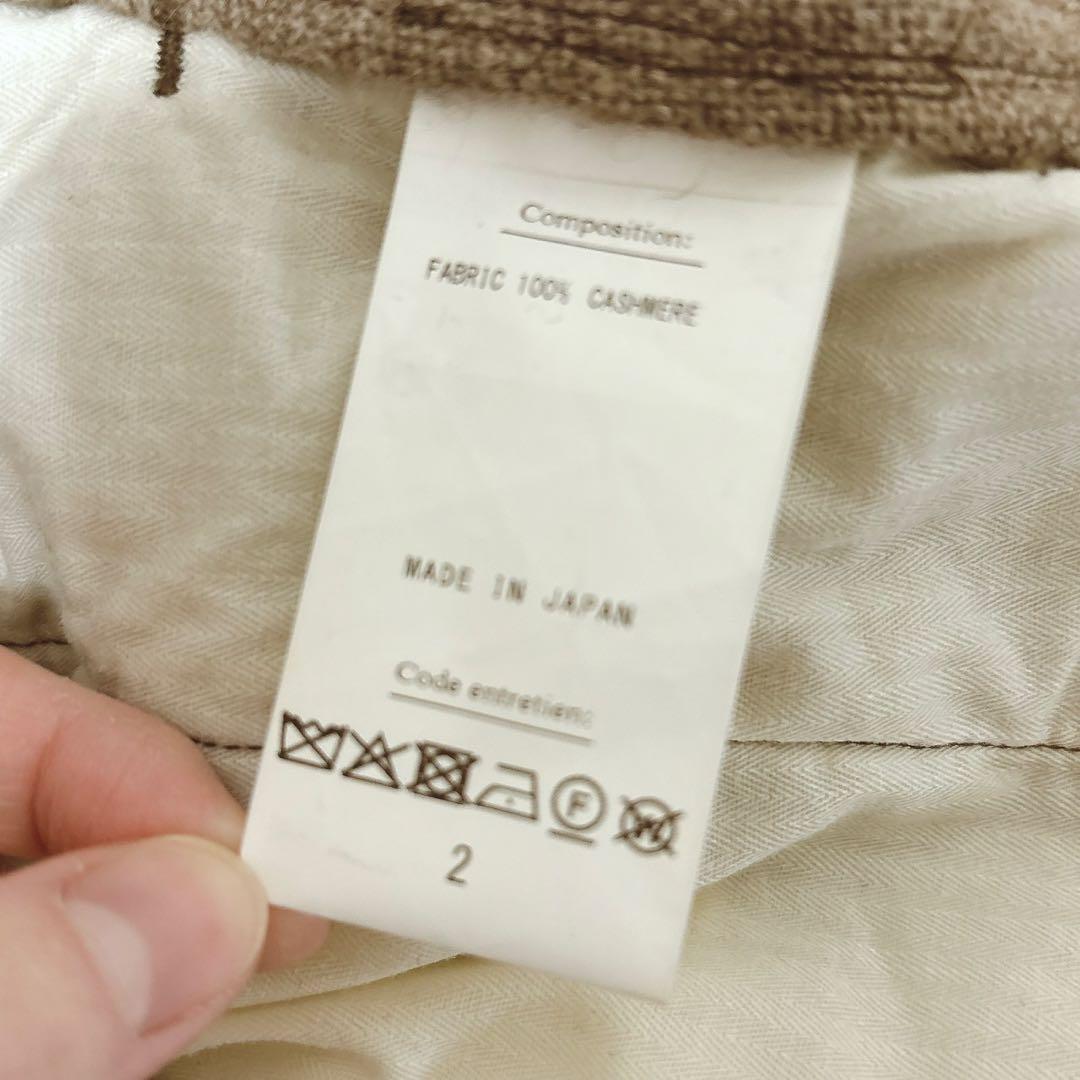 Composition:
FABRIC 100% CASHMERE
MADE IN JAPAN
Code entretien:
F W
2